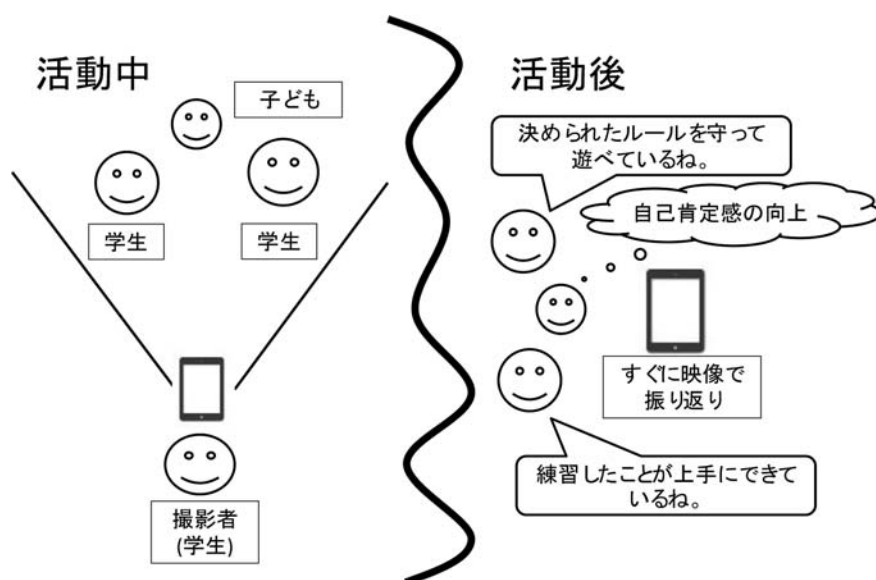 活動中
子ども
学生
学生
撮影者
(学生)
活動後
決められたルールを守って
遊べているね。
自己肯定感の向上
すぐに映像で
振り返り
練習したことが上手にできて
いるね。